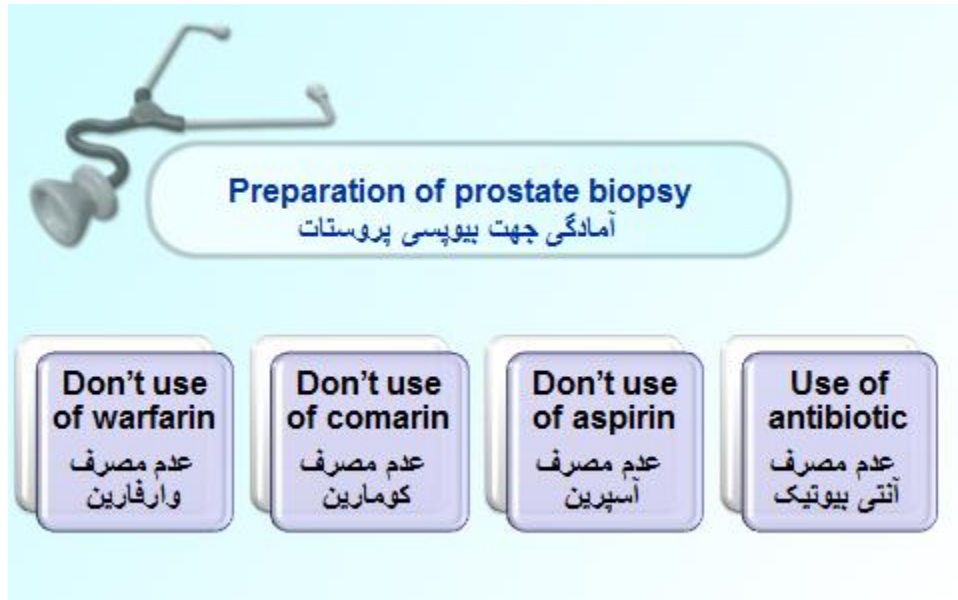 Preparation of prostate biopsy
آمادگی جهت بیوپسی پروستات
Don’t use
of warfarin
عدم مصرف
وارفارین
Don’t use
of comarin
عدم مصرف
کومارین
Don’t use
of aspirin
عدم مصرف
آسپرین
Use of
antibiotic
عدم مصرف
آنتی بیوتیک